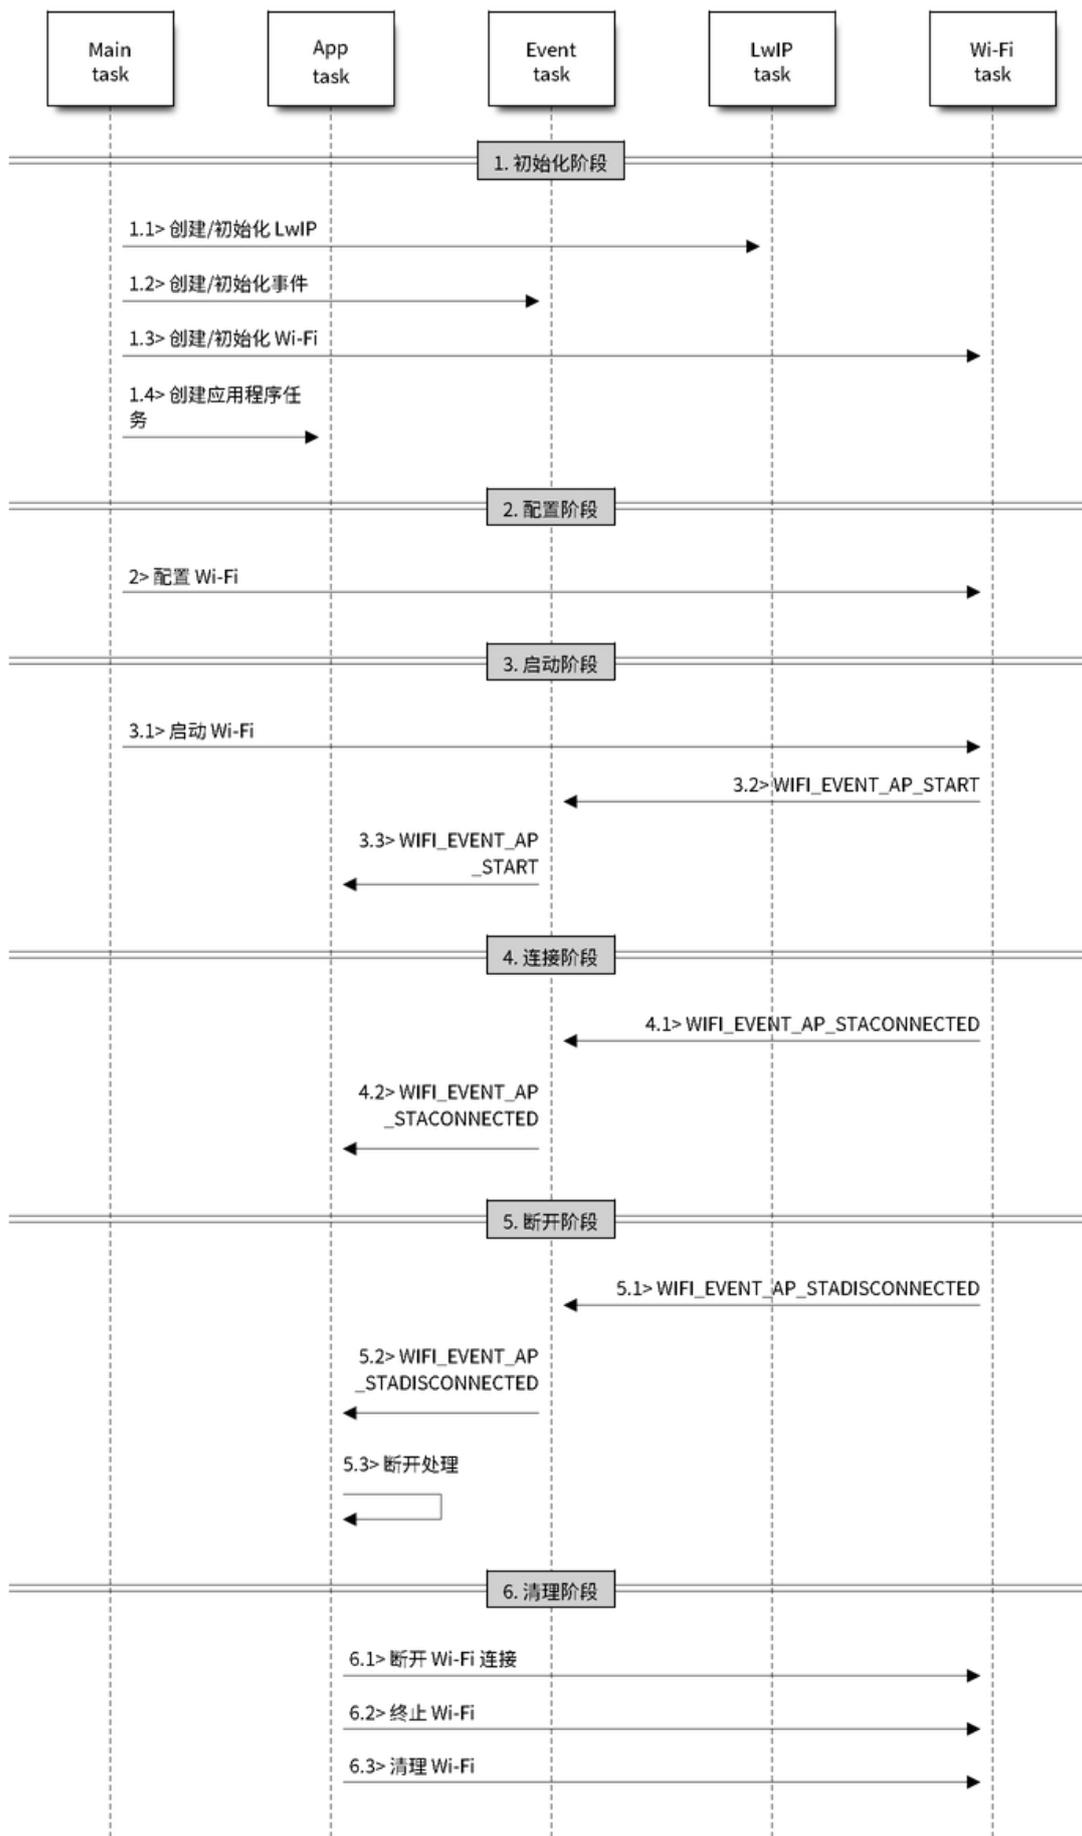 Main
task
App
task
Event
task
LwIP
task
Wi-Fi
task
1. 初始化阶段
1.1> 创建/初始化 LwIP
1.2> 创建/初始化事件
1.3> 创建/初始化 Wi-Fi
1.4> 创建应用程序任
务
2. 配置阶段
2> 配置 Wi-Fi
3. 启动阶段
3.1> 启动 Wi-Fi
3.2> WIFI_EVENT_AP_START
3.3> WIFI_EVENT_AP
_START
4. 连接阶段
4.1> WIFI_EVENT_AP_STACONNECTED
4.2> WIFI_EVENT_AP
_STACONNECTED
5. 断开阶段
5.1> WIFI_EVENT_AP_STADISCONNECTED
5.2> WIFI_EVENT_AP
_STADISCONNECTED
5.3> 断开处理
6. 清理阶段
6.1> 断开 Wi-Fi 连接
6.2> 终止 Wi-Fi
6.3> 清理 Wi-Fi